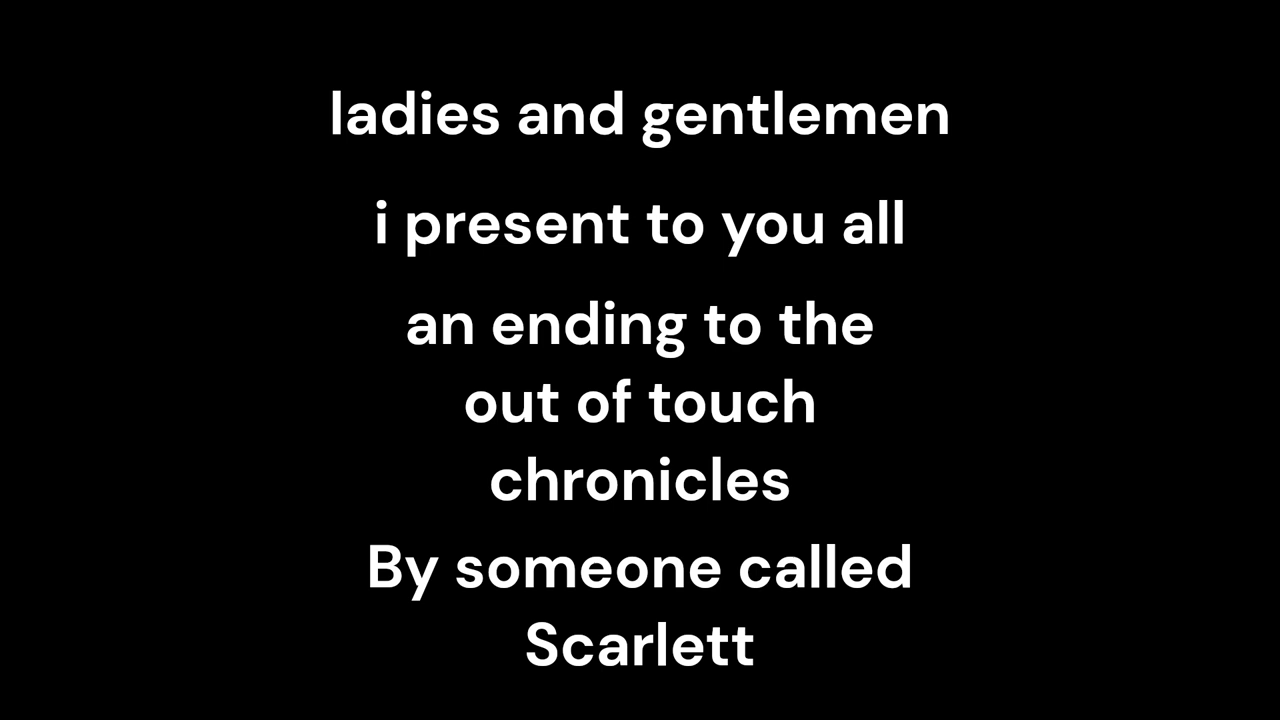 ladies and gentlemen
i present to you all
an ending to the
out of touch
chronicles
By someone called
Scarlett